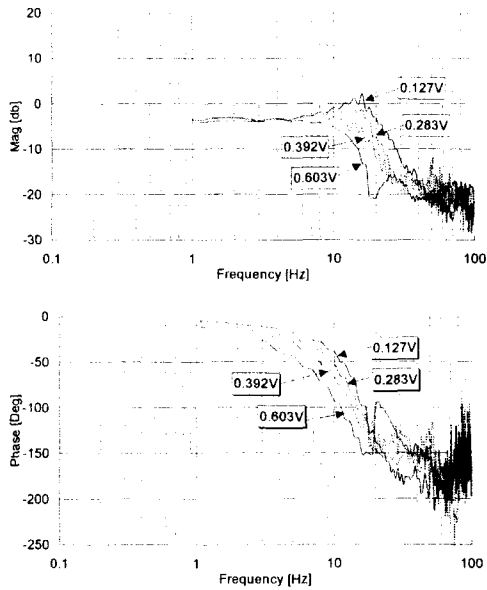 20
10
0
-10
-20
-30
Mag [db]
0.127V
0.283V
0.392V
0.603V
0.1 1 10 100
Frequency [Hz]
0
-50
-100
-150
-200
-250
Phase [Deg]
0.127V
0.283V
0.392V
0.603V
0.1 1 10 100
Frequency [Hz]